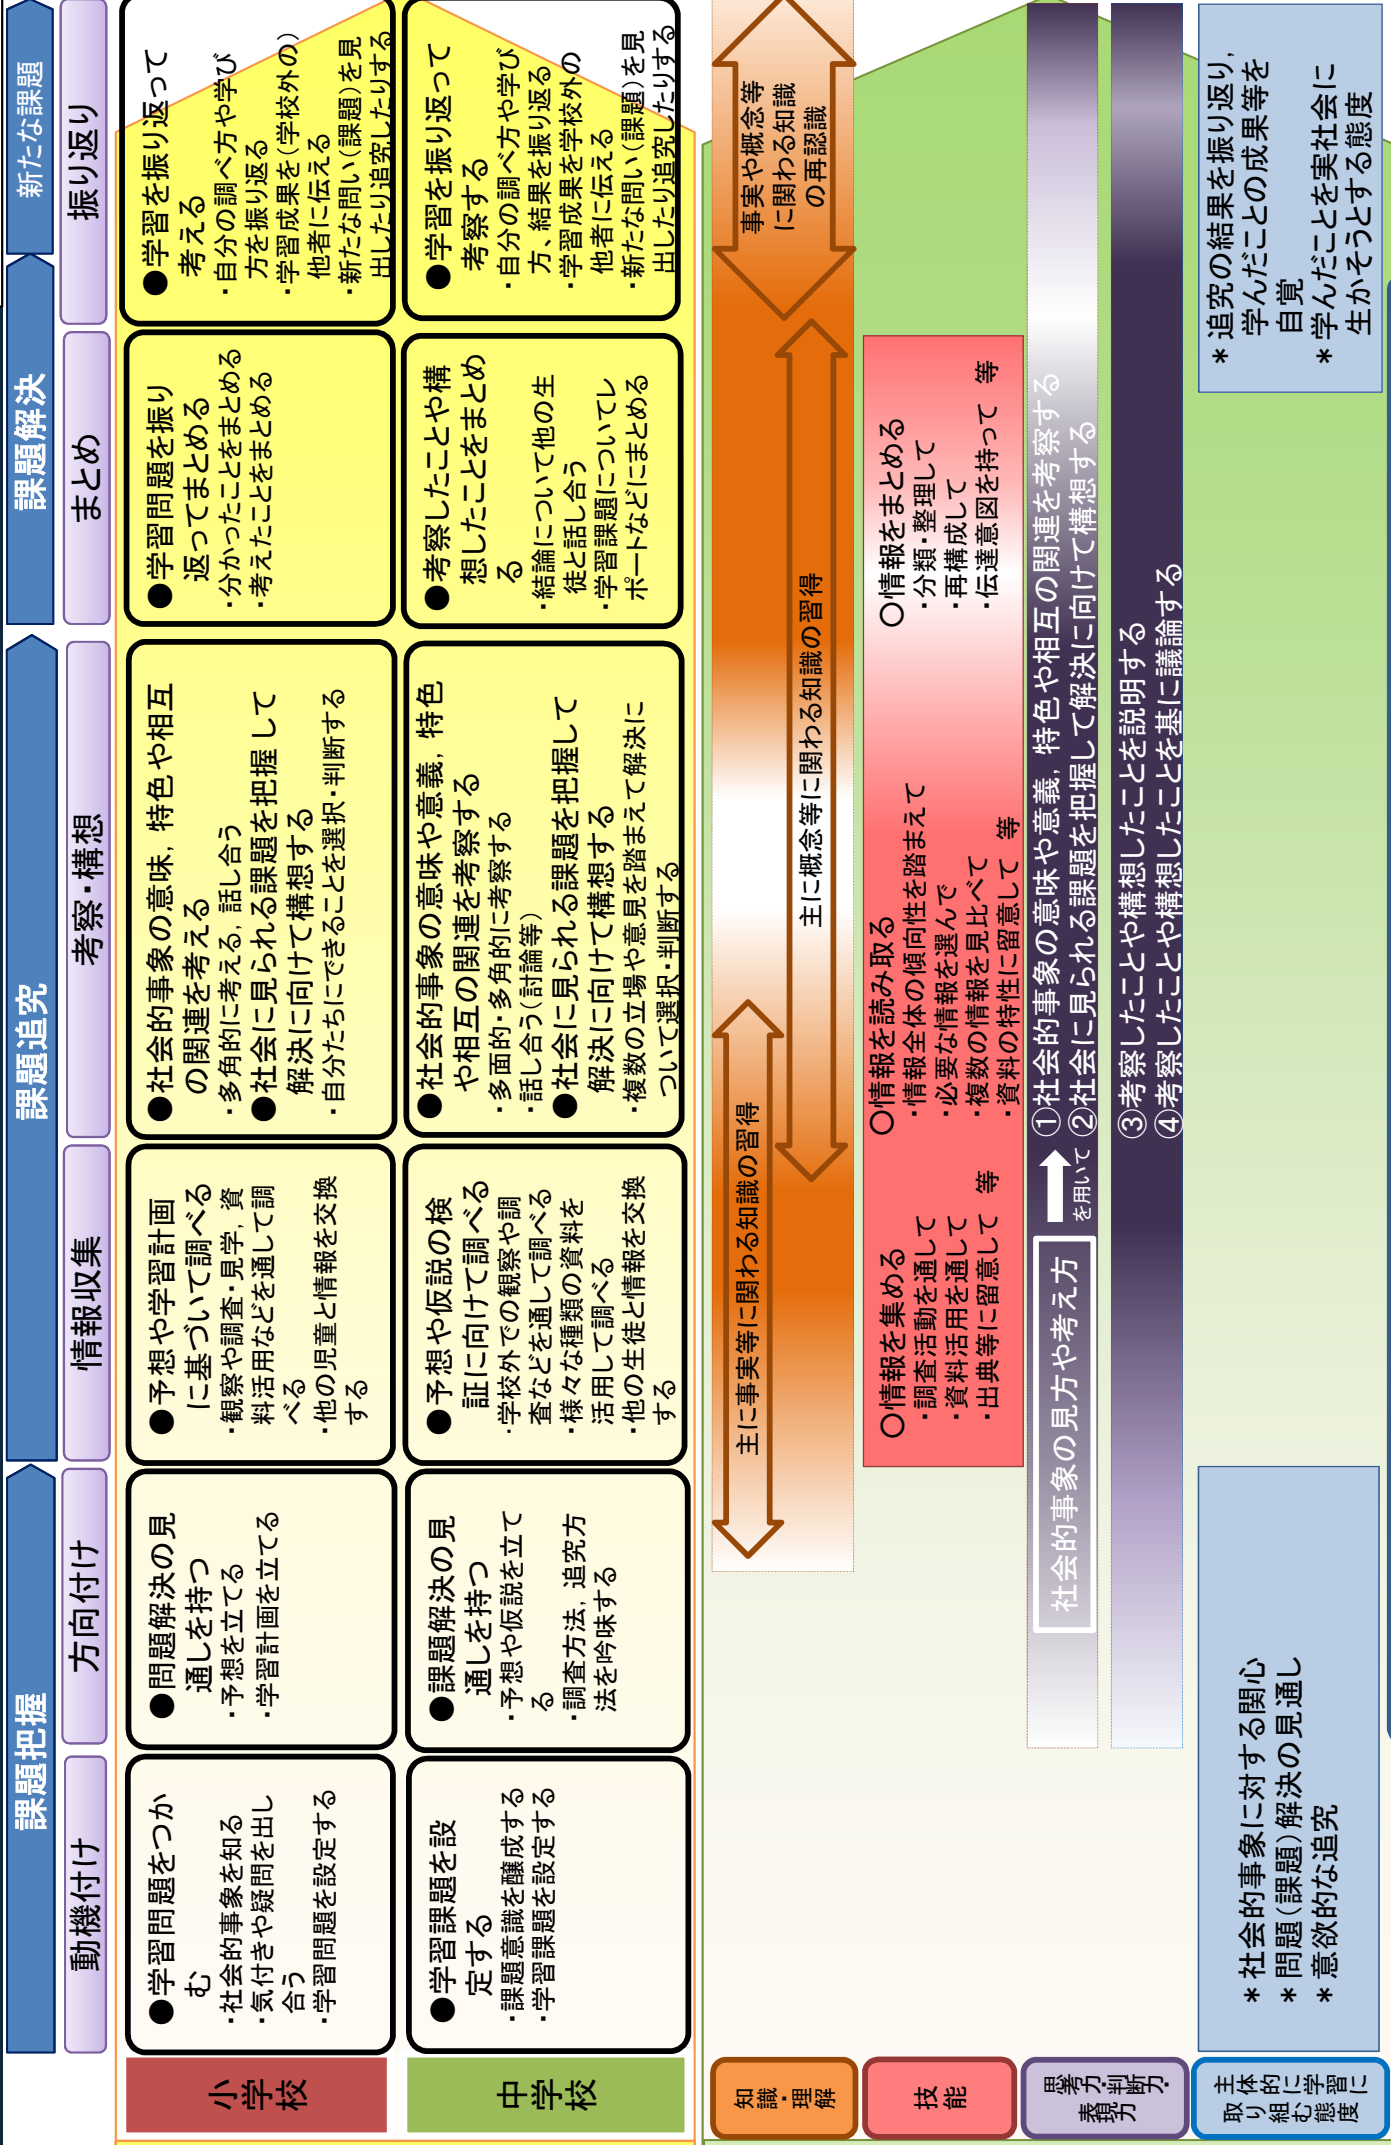 課題把握
課題追究
課題解決
新たな課題
動機付け
方向付け
情報収集
考察・構想
まとめ
振り返り
小学校
●学習問題をつか
む
・社会的事象を知る
・気付きや疑問を出し
合う
・学習問題を設定する
●問題解決の見
通しを持つ
・予想を立てる
・学習計画を立てる
●予想や学習計画
に基づいて調べる
・観察や調査・見学，資
料活用などを通して調
べる
・他の児童と情報を交換
する
●社会的事象の意味，特色や相互
の関連を考える
・多角的に考える，話し合う
●社会に見られる課題を把握して
解決に向けて構想する
・自分たちにできることを選択・判断する
●学習問題を振り
返ってまとめる
・分かったことをまとめる
・考えたことをまとめる
●学習を振り返って
考える
・自分の調べ方や学び
方を振り返る
・学習成果を（学校外の）
他者に伝える
・新たな問い（課題）を見
出したり追究したりする
中学校
●学習課題を設
定する
・課題意識を醸成する
・学習課題を設定する
●課題解決の見
通しを持つ
・予想や仮説を立て
る
・調査方法，追究方
法を吟味する
●予想や仮説の検
証に向けて調べる
・学校外での観察や調
査などを通して調べる
・様々な種類の資料を
活用して調べる
・他の生徒と情報を交換
する
●社会的事象の意味や意義，特色
や相互の関連を考察する
・多面的・多角的に考察する
・話し合う（討論等）
●社会に見られる課題を把握して
解決に向けて構想する
・複数の立場や意見を踏まえて解決に
ついて選択・判断する
●考察したことや構
想したことをまとめ
る
・結論について他の生
徒と話し合う
・学習課題についてレ
ポートなどにまとめる
●学習を振り返って
考察する
・自分の調べ方や学び
方、結果を振り返る
・学習成果を学校外の
他者に伝える
・新たな問い（課題）を見
出したり追究したりする
知識・理解
主に事実等に関わる知識の習得
主に概念等に関わる知識の習得
事実や概念等
に関わる知識
の再認識
技能
○情報を集める
・調査活動を通して
・資料活用を通して
・出典等に留意して 等
○情報を読み取る
・情報全体の傾向性を踏まえて
・必要な情報を選んで
・複数の情報を見比べて
・資料の特性に留意して 等
○情報をまとめる
・分類・整理して
・再構成して
・伝達意図を持って 等
思考力・判断力・
表現力
社会的事象の見方や考え方
を用いて
①社会的事象の意味や意義，特色や相互の関連を考察する
②社会に見られる課題を把握して解決に向けて構想する
③考察したことや構想したことを説明する
④考察したことや構想したことを基に議論する
主体的に学習に
取り組む態度
＊社会的事象に対する関心
＊問題（課題）解決の見通し
＊意欲的な追究
＊追究の結果を振り返り，
学んだことの成果等を
自覚
＊学んだことを実社会に
生かそうとする態度